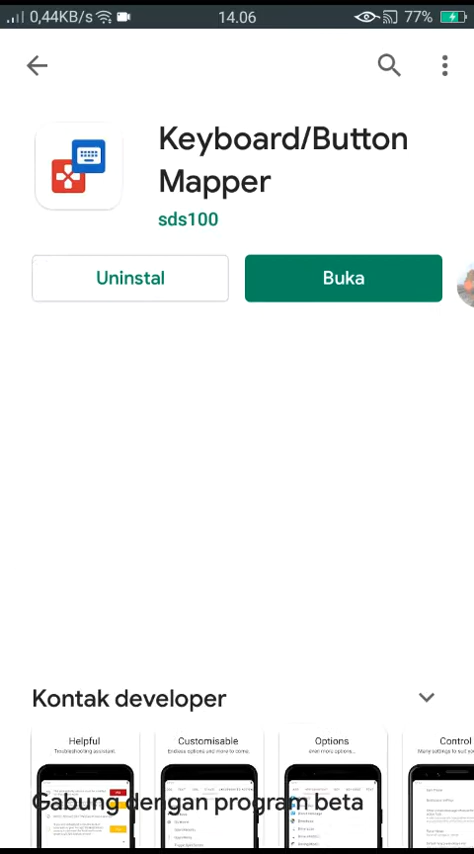 0,44KB/s 14.06 77%
Keyboard/Button
Mapper
sds100
Uninstal Buka
Kontak developer
Helpful Customisable Options Control
Troubleshooting assistant. Endless options and more to come. even more options...
Gabung dengan program beta